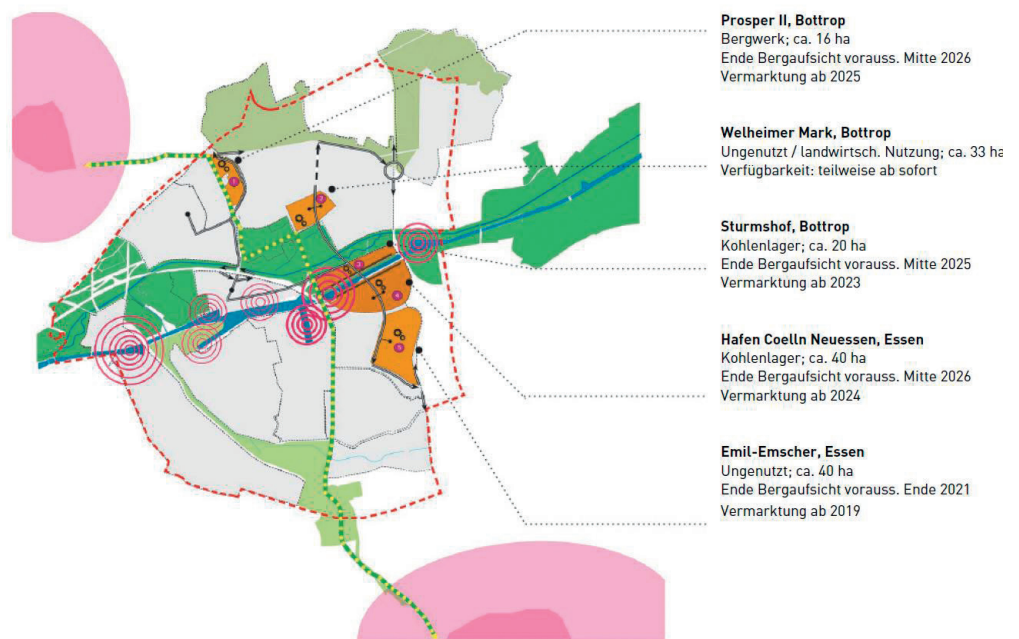 Prosper II, Bottrop
Bergwerk; ca. 16 ha
Ende Bergaufsicht vorauss. Mitte 2026
Vermarktung ab 2025
Welheimer Mark, Bottrop
Ungenutzt / landwirtsch. Nutzung; ca. 33 ha
Verfügbarkeit: teilweise ab sofort
Sturmshof, Bottrop
Kohlenlager; ca. 20 ha
Ende Bergaufsicht vorauss. Mitte 2025
Vermarktung ab 2023
Hafen Coelln Neuessen, Essen
Kohlenlager; ca. 40 ha
Ende Bergaufsicht vorauss. Mitte 2026
Vermarktung ab 2024
Emil-Emscher, Essen
Ungenutzt; ca. 40 ha
Ende Bergaufsicht vorauss. Ende 2021
Vermarktung ab 2019